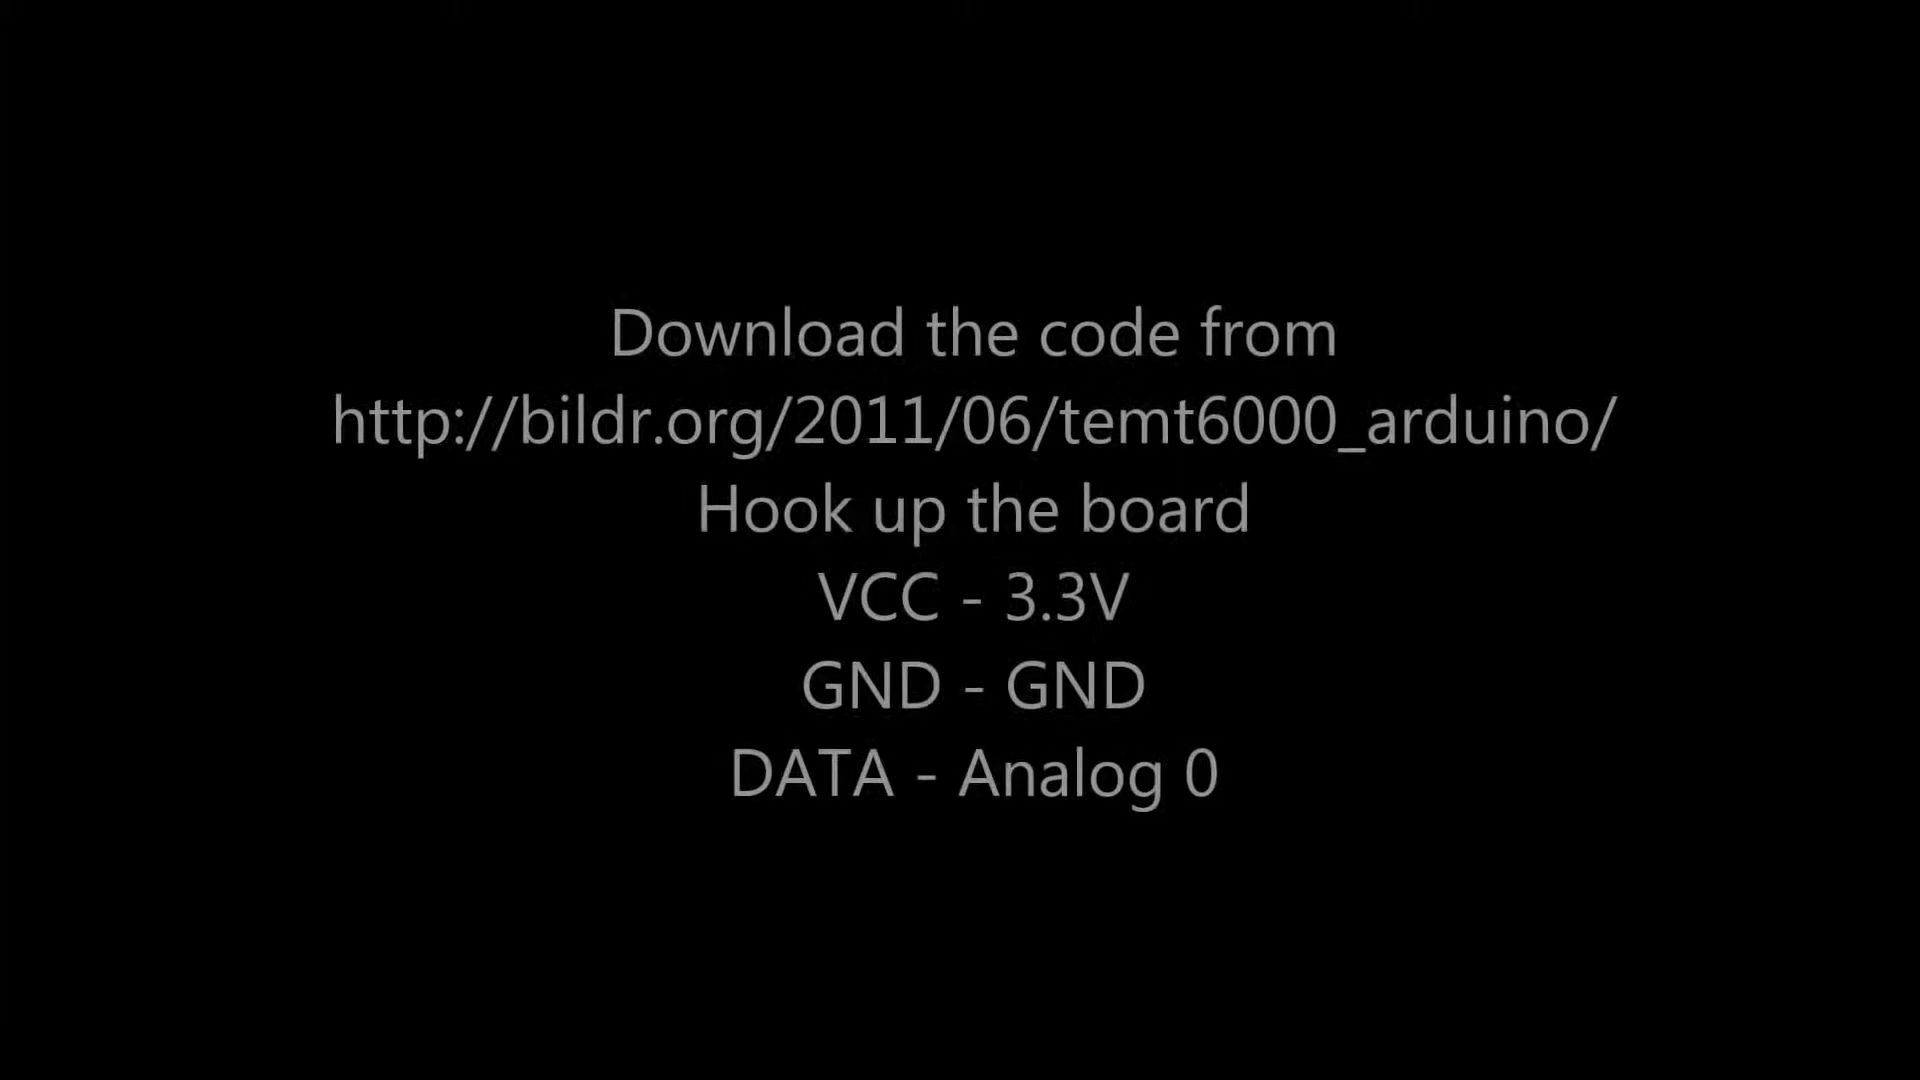 Download the code from
http://bildr.org/2011/06/temt6000_arduino/
Hook up the board
VCC - 3.3V
GND - GND
DATA - Analog 0